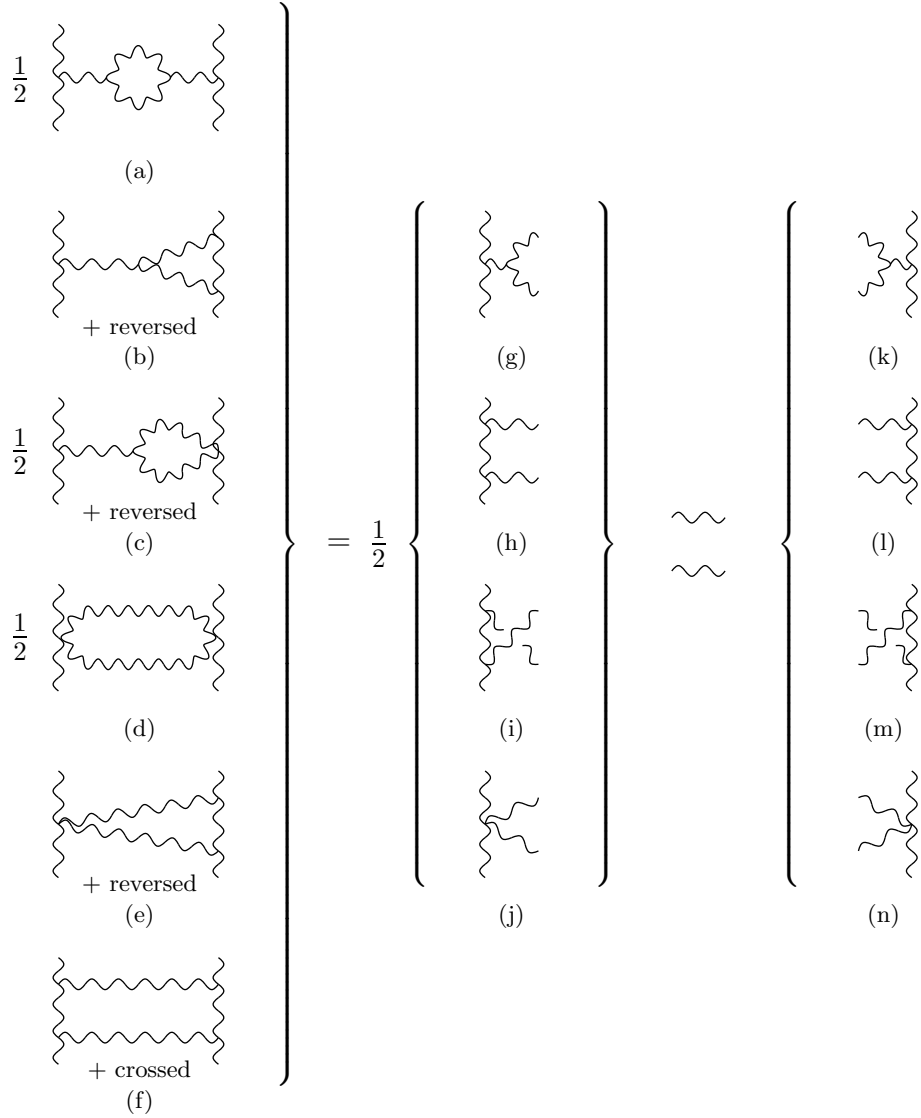 1/2
(a)
+ reversed
(b)
1/2
+ reversed
(c)
1/2
(d)
+ reversed
(e)
+ crossed
(f)
= 1/2
(g)
(h)
(i)
(j)
(k)
(l)
(m)
(n)